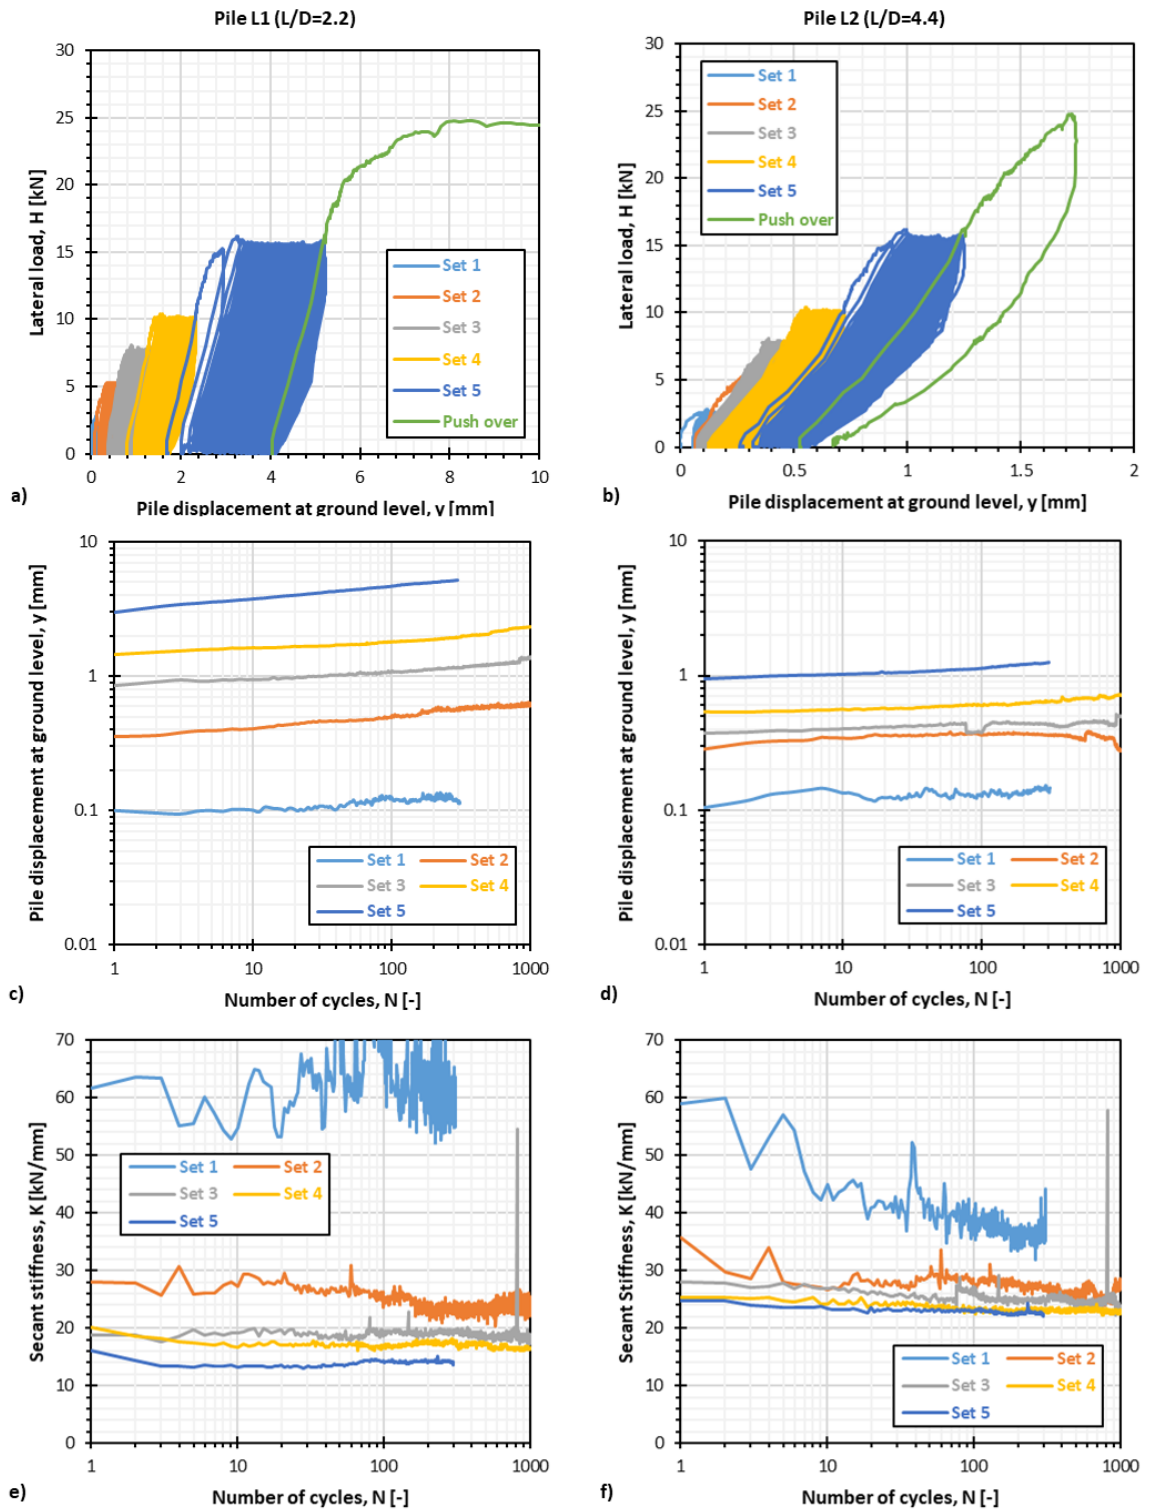 Pile L1 (L/D=2.2)
30
25
20
15
10
5
0
Lateral load, H [kN]
Set 1
Set 2
Set 3
Set 4
Set 5
Push over
0 2 4 6 8 10
a)
Pile displacement at ground level, y [mm]
Pile L2 (L/D=4.4)
30
25
20
15
10
5
0
Lateral load, H [kN]
Set 1
Set 2
Set 3
Set 4
Set 5
Push over
0 0.5 1 1.5 2
b)
Pile displacement at ground level, y [mm]
10
1
0.1
0.01
Pile displacement at ground level, y [mm]
Set 1 Set 2
Set 3 Set 4
Set 5
1 10 100 1000
c)
Number of cycles, N [-]
10
1
0.1
0.01
Pile displacement at ground level, y [mm]
Set 1 Set 2
Set 3 Set 4
Set 5
1 10 100 1000
d)
Number of cycles, N [-]
70
60
50
40
30
20
10
0
Secant stiffness, K [kN/mm]
Set 1 Set 2
Set 3 Set 4
Set 5
1 10 100 1000
e)
Number of cycles, N [-]
70
60
50
40
30
20
10
0
Secant Stiffness, K [kN/mm]
Set 1 Set 2
Set 3 Set 4
Set 5
1 10 100 1000
f)
Number of cycles, N [-]